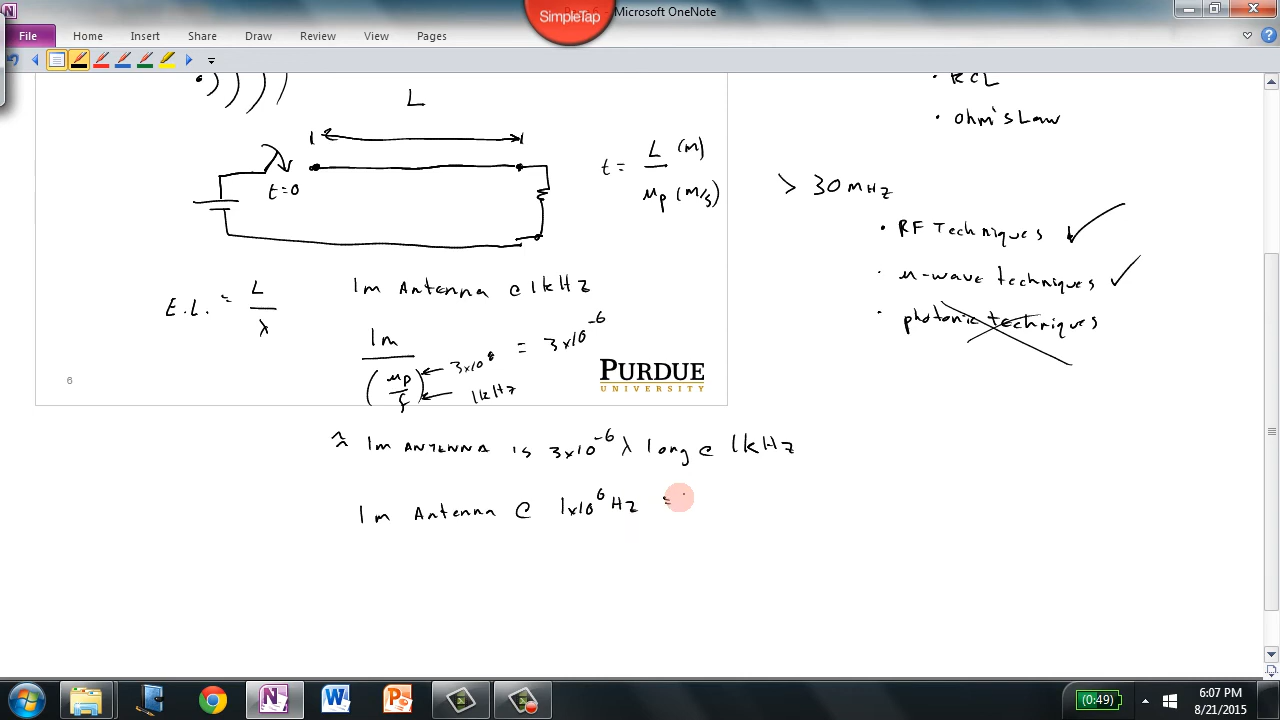 SimpleTap
- Microsoft OneNote
File Home Insert Share Draw Review View Pages
L
t=0
t = L (m) / μp (m/s)
E.L. = L / λ
1m Antenna @ 1kHz
1m / (μp / f) = 3x10^-6
3x10^8
1kHz
PURDUE
UNIVERSITY
6
≈ 1m ANTENNA is 3x10^-6 λ long @ 1kHz
1m Antenna @ 1x10^6 Hz =
• KCL
• Ohm's Law
> 30 MHz
• RF Techniques ✓
• μ-wave techniques ✓
• photonic techniques
(0:49)
6:07 PM
8/21/2015